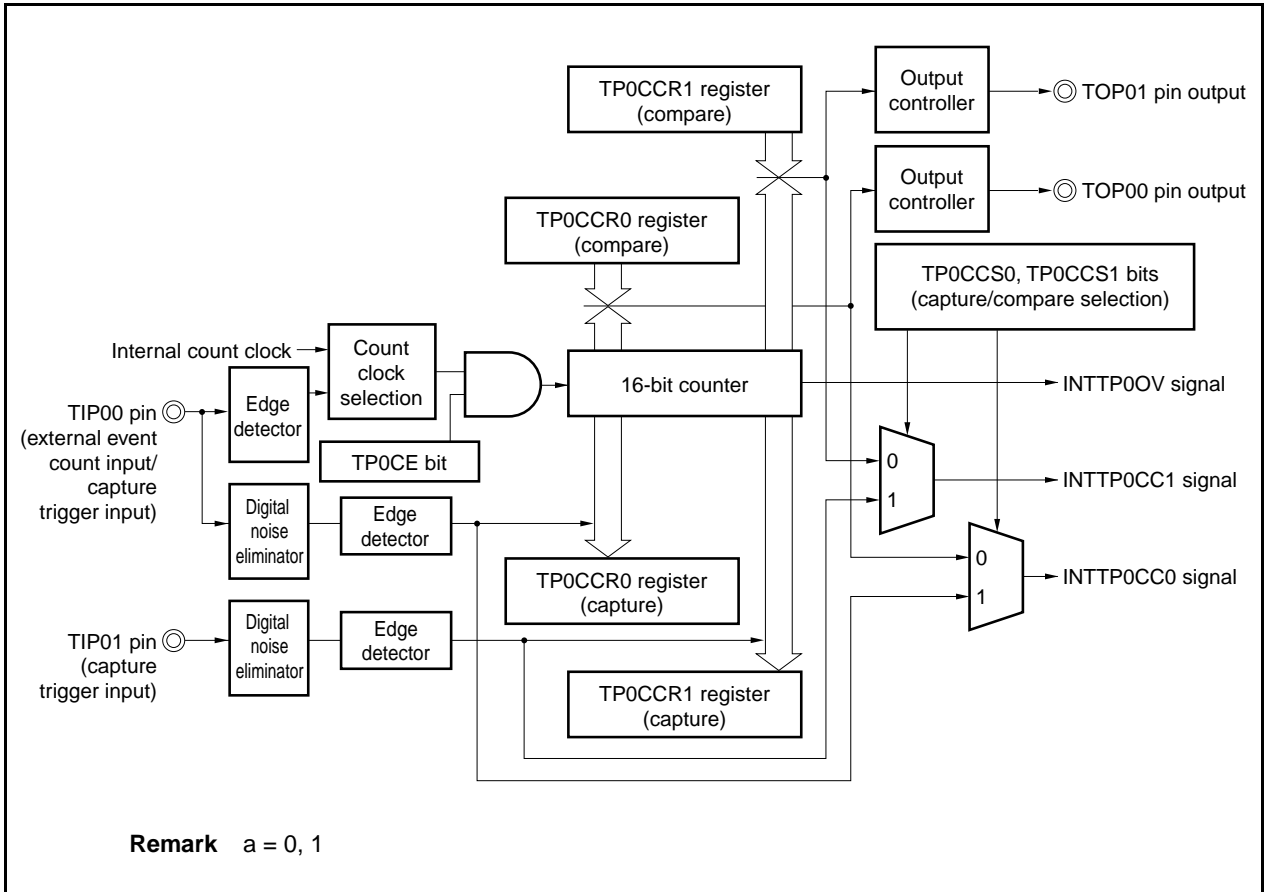 TP0CCR1 register
(compare)
Output
controller
TOP01 pin output
Output
controller
TOP00 pin output
TP0CCR0 register
(compare)
TP0CCS0, TP0CCS1 bits
(capture/compare selection)
Internal count clock
Count
clock
selection
16-bit counter
INTTP0OV signal
TIP00 pin
(external event
count input/
capture
trigger input)
Edge
detector
TP0CE bit
0
1
INTTP0CC1 signal
Digital
noise
eliminator
Edge
detector
TP0CCR0 register
(capture)
0
1
INTTP0CC0 signal
TIP01 pin
(capture
trigger input)
Digital
noise
eliminator
Edge
detector
TP0CCR1 register
(capture)
Remark a = 0, 1